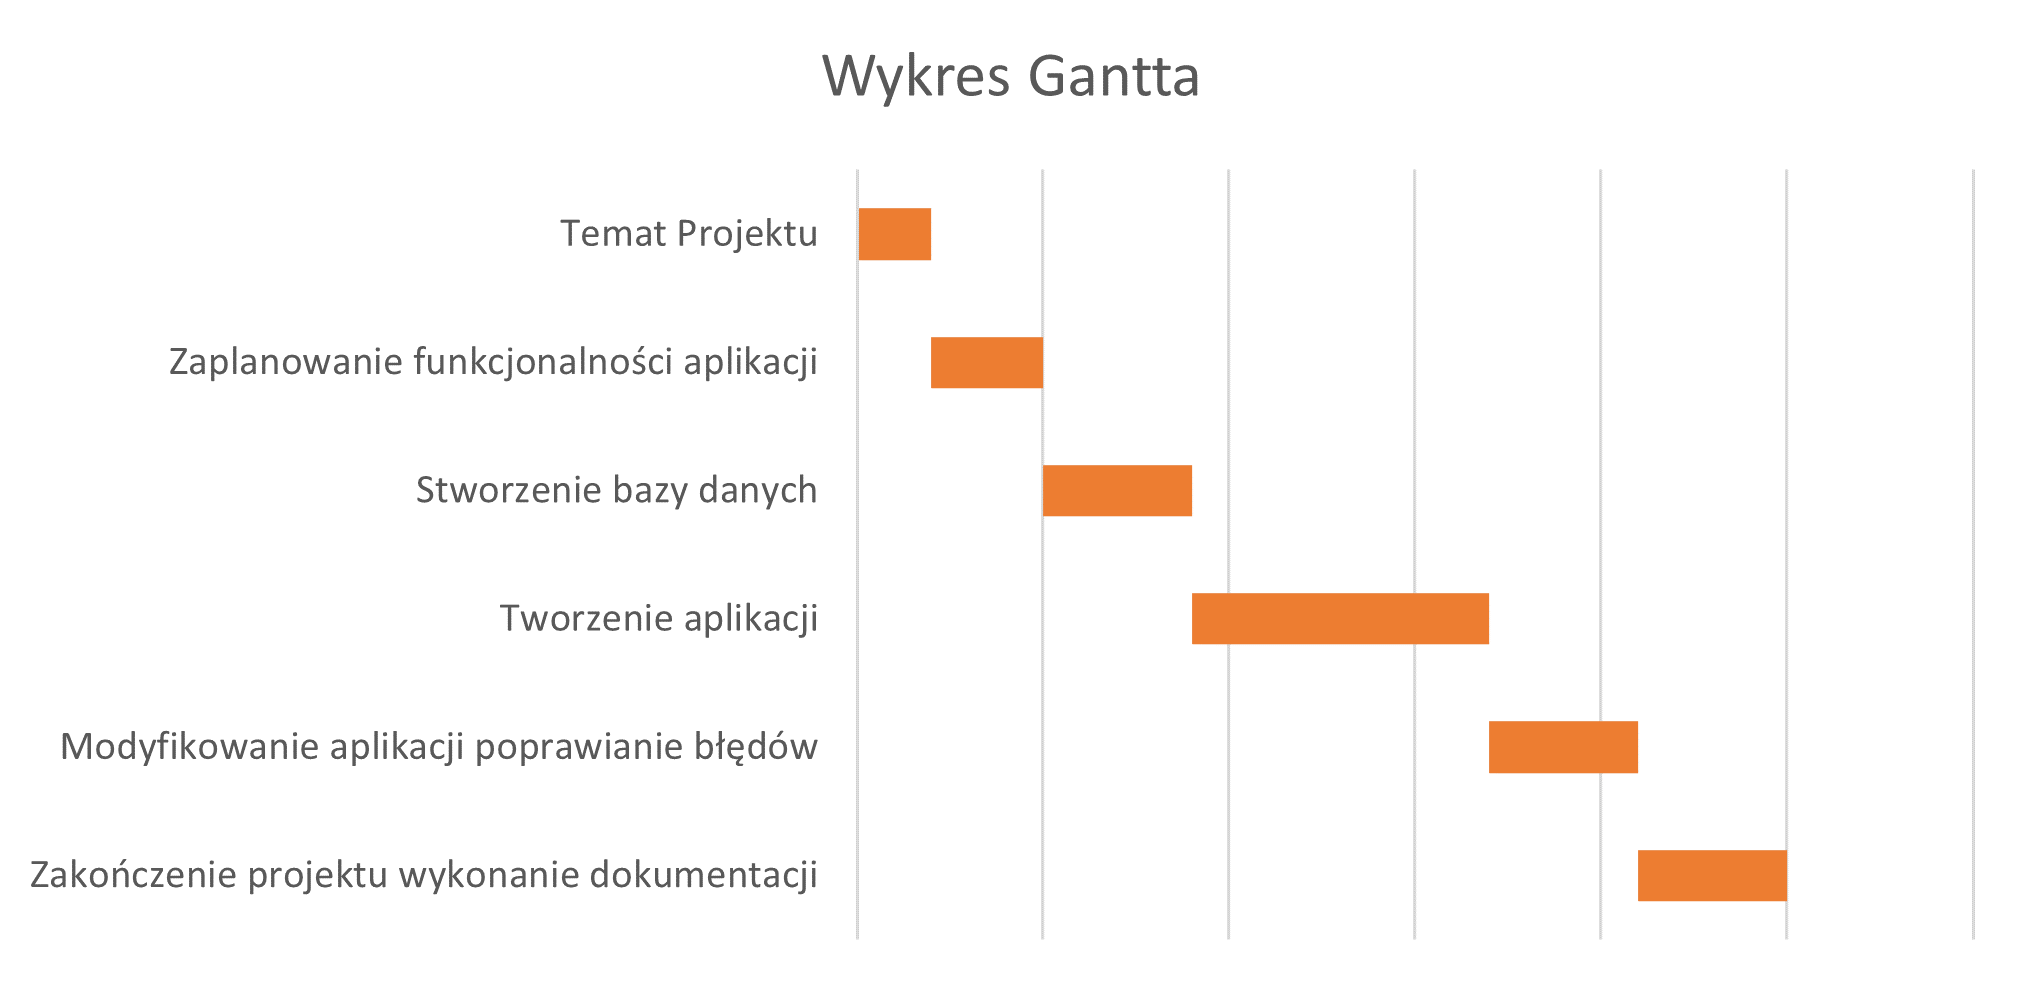 Wykres Gantta
Temat Projektu
Zaplanowanie funkcjonalności aplikacji
Stworzenie bazy danych
Tworzenie aplikacji
Modyfikowanie aplikacji poprawianie błędów
Zakończenie projektu wykonanie dokumentacji